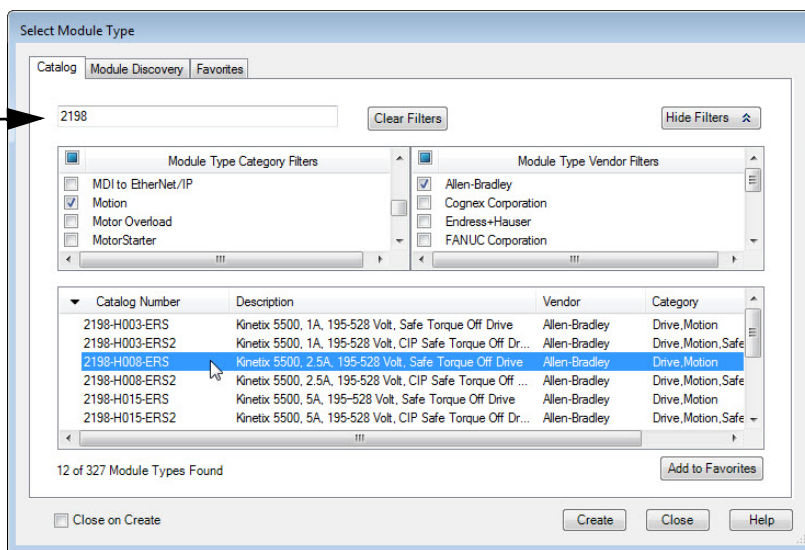 Select Module Type
Catalog Module Discovery Favorites
2198 Clear Filters Hide Filters
Module Type Category Filters Module Type Vendor Filters
MDI to EtherNet/IP Allen-Bradley
Motion Cognex Corporation
Motor Overload Endress+Hauser
MotorStarter FANUC Corporation
Catalog Number Description Vendor Category
2198-H003-ERS Kinetix 5500, 1A, 195-528 Volt, Safe Torque Off Drive Allen-Bradley Drive,Motion
2198-H003-ERS2 Kinetix 5500, 1A, 195-528 Volt, CIP Safe Torque Off Dr... Allen-Bradley Drive,Motion,Safe
2198-H008-ERS Kinetix 5500, 2.5A, 195-528 Volt, Safe Torque Off Drive Allen-Bradley Drive,Motion
2198-H008-ERS2 Kinetix 5500, 2.5A, 195-528 Volt, CIP Safe Torque Off ... Allen-Bradley Drive,Motion,Safe
2198-H015-ERS Kinetix 5500, 5A, 195-528 Volt, Safe Torque Off Drive Allen-Bradley Drive,Motion
2198-H015-ERS2 Kinetix 5500, 5A, 195-528 Volt, CIP Safe Torque Off Dr... Allen-Bradley Drive,Motion,Safe
12 of 327 Module Types Found Add to Favorites
Close on Create Create Close Help